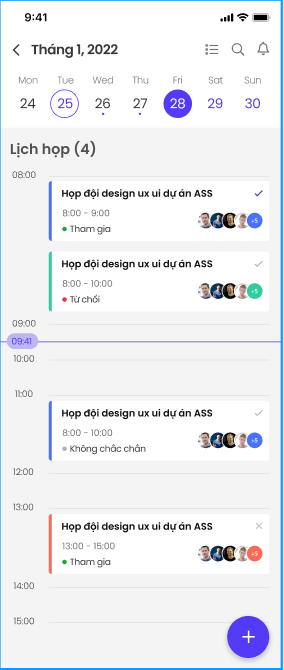 9:41
Tháng 1, 2022
Mon Tue Wed Thu Fri Sat Sun
24 25 26 27 28 29 30
Lịch họp (4)
08:00
Họp đội design ux ui dự án ASS
8:00 - 9:00
+5
Tham gia
Họp đội design ux ui dự án ASS
8:00 - 10:00
+5
Từ chối
09:00
09:41
10:00
11:00
Họp đội design ux ui dự án ASS
8:00 - 10:00
+5
Không chắc chắn
12:00
13:00
Họp đội design ux ui dự án ASS
13:00 - 15:00
+5
Tham gia
14:00
15:00